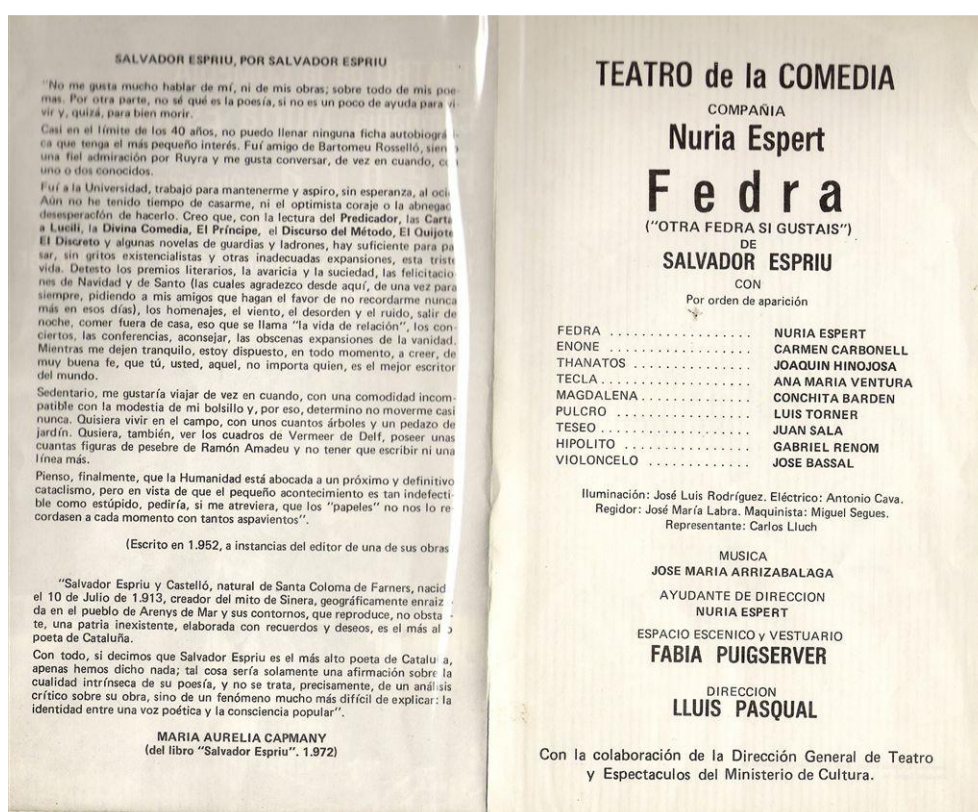 SALVADOR ESPRIU, POR SALVADOR ESPRIU
"No me gusta mucho hablar de mí, ni de mis obras; sobre todo de mis poe-
mas. Por otra parte, no sé qué es la poesía, si no es un poco de ayuda para vi-
vir y, quizá, para bien morir.
Casi en el límite de los 40 años, no puedo llenar ninguna ficha autobiográ
ca que tenga el más pequeño interés. Fuí amigo de Bartomeu Rosselló, sien
una fiel admiración por Ruyra y me gusta conversar, de vez en cuando, c
uno o dos conocidos.
Fuí a la Universidad, trabajo para mantenerme y aspiro, sin esperanza, al oci
Aún no he tenido tiempo de casarme, ni el optimista coraje o la abnegac
desesperación de hacerlo. Creo que, con la lectura del Predicador, las Carta
a Lucili, la Divina Comedia, El Príncipe, el Discurso del Método, El Quijote
El Discreto y algunas novelas de guardias y ladrones, hay suficiente para pa
sar, sin gritos existencialistas y otras inadecuadas expansiones, esta triste
vida. Detesto los premios literarios, la avaricia y la suciedad, las felicitacio
nes de Navidad y de Santo (las cuales agradezco desde aquí, de una vez para
siempre, pidiendo a mis amigos que hagan el favor de no recordarme nunca
más en esos días), los homenajes, el viento, el desorden y el ruido, salir de
noche, comer fuera de casa, eso que se llama "la vida de relación", los con-
ciertos, las conferencias, aconsejar, las obscenas expansiones de la vanidad.
Mientras me dejen tranquilo, estoy dispuesto, en todo momento, a creer, de
muy buena fe, que tú, usted, aquel, no importa quien, es el mejor escritor
del mundo.
Sedentario, me gustaría viajar de vez en cuando, con una comodidad incom-
patible con la modestia de mi bolsillo y, por eso, determino no moverme casi
nunca. Quisiera vivir en el campo, con unos cuantos árboles y un pedazo de
jardín. Qusiera, también, ver los cuadros de Vermeer de Delf, poseer unas
cuantas figuras de pesebre de Ramón Amadeu y no tener que escribir ni una
línea más.
Pienso, finalmente, que la Humanidad está abocada a un próximo y definitivo
cataclismo, pero en vista de que el pequeño acontecimiento es tan indefecti-
ble como estúpido, pediría, si me atreviera, que los "papeles" no nos lo re
cordasen a cada momento con tantos aspavientos".
(Escrito en 1.952, a instancias del editor de una de sus obras
"Salvador Espriu y Castelló, natural de Santa Coloma de Farners, nacid
el 10 de Julio de 1.913, creador del mito de Sinera, geográficamente enraiz
da en el pueblo de Arenys de Mar y sus contornos, que reproduce, no obsta
te, una patria inexistente, elaborada con recuerdos y deseos, es el más al o
poeta de Cataluña.
Con todo, si decimos que Salvador Espriu es el más alto poeta de Catalu a,
apenas hemos dicho nada; tal cosa sería solamente una afirmación sobre la
cualidad intrínseca de su poesía, y no se trata, precisamente, de un análisis
crítico sobre su obra, sino de un fenómeno mucho más difícil de explicar: la
identidad entre una voz poética y la consciencia popular".
MARIA AURELIA CAPMANY
(del libro "Salvador Espriu". 1.972)
TEATRO de la COMEDIA
COMPAÑIA
Nuria Espert
Fedra
("OTRA FEDRA SI GUSTAIS")
DE
SALVADOR ESPRIU
CON
Por orden de aparición
FEDRA ................. NURIA ESPERT
ENONE ................. CARMEN CARBONELL
THANATOS .............. JOAQUIN HINOJOSA
TECLA .................. ANA MARIA VENTURA
MAGDALENA ............. CONCHITA BARDEN
PULCRO ................ LUIS TORNER
TESEO .................. JUAN SALA
HIPOLITO ............... GABRIEL RENOM
VIOLONCELO ............. JOSE BASSAL
Iluminación: José Luis Rodríguez. Eléctrico: Antonio Cava.
Regidor: José María Labra. Maquinista: Miguel Segues.
Representante: Carlos Lluch
MUSICA
JOSE MARIA ARRIZABALAGA
AYUDANTE DE DIRECCION
NURIA ESPERT
ESPACIO ESCENICO y VESTUARIO
FABIA PUIGSERVER
DIRECCION
LLUIS PASQUAL
Con la colaboración de la Dirección General de Teatro
y Espectaculos del Ministerio de Cultura.